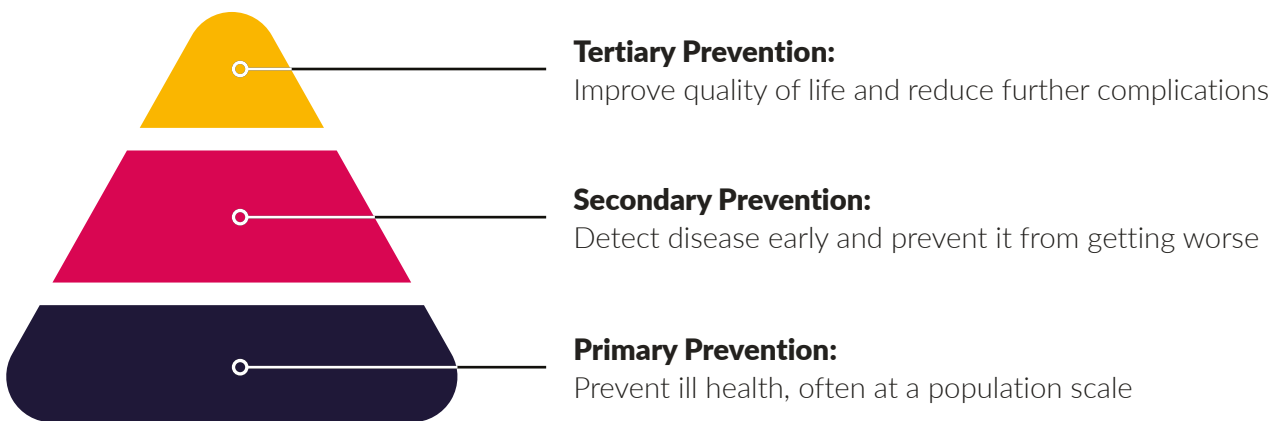 Tertiary Prevention:
Improve quality of life and reduce further complications
Secondary Prevention:
Detect disease early and prevent it from getting worse
Primary Prevention:
Prevent ill health, often at a population scale